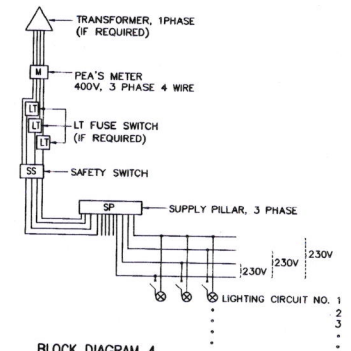 TRANSFORMER, 1PHASE
(IF REQUIRED)
M
PEA'S METER
400V, 3 PHASE 4 WIRE
LT
LT
LT
LT FUSE SWITCH
(IF REQUIRED)
SS
SAFETY SWITCH
SP
SUPPLY PILLAR, 3 PHASE
230V
230V
230V
LIGHTING CIRCUIT NO. 1
2
3
BLOCK DIAGRAM 4